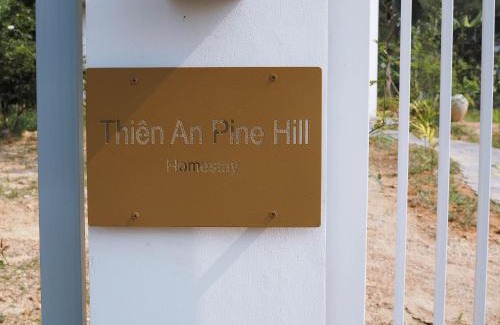 Thiên An Pine Hill
Homestay